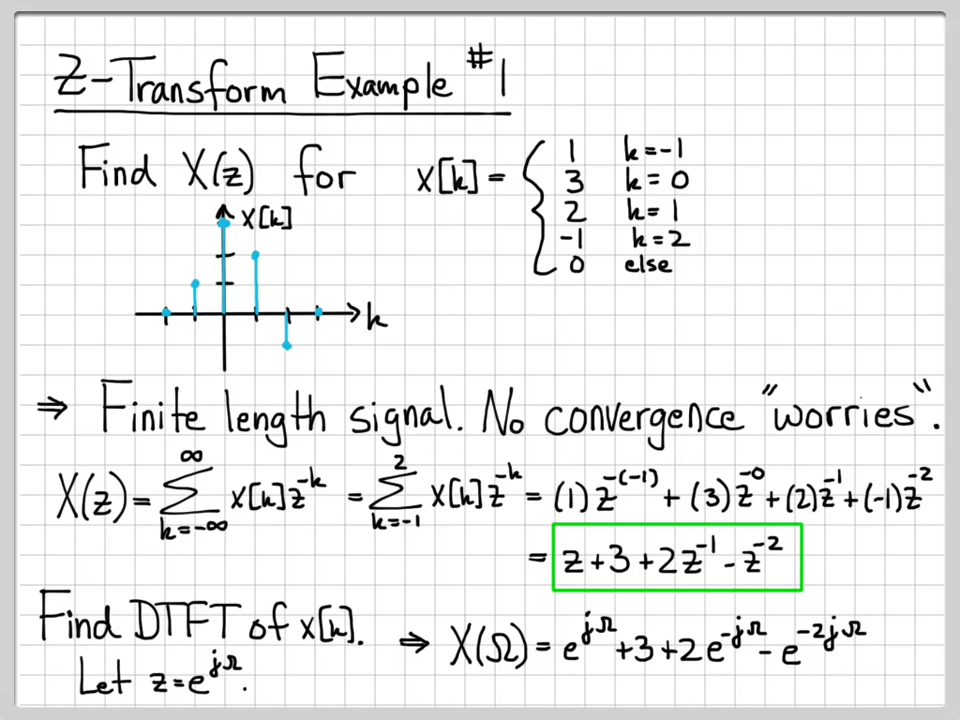 Z-Transform Example #1
Find X(z) for x[k] = { 1 k=-1
3 k=0
2 k=1
-1 k=2
0 else
x[k]
k
⇒ Finite length signal. No convergence "worries".
X(z) = ∑_{k=-∞}^{∞} x[k]z^{-k} = ∑_{k=-1}^{2} x[k]z^{-k} = (1)z^{-(-1)} + (3)z^{-0} + (2)z^{-1} + (-1)z^{-2}
= z + 3 + 2z^{-1} - z^{-2}
Find DTFT of x[k]. ⇒ X(Ω) = e^{jΩ} + 3 + 2e^{-jΩ} - e^{-2jΩ}
Let z = e^{jΩ}.